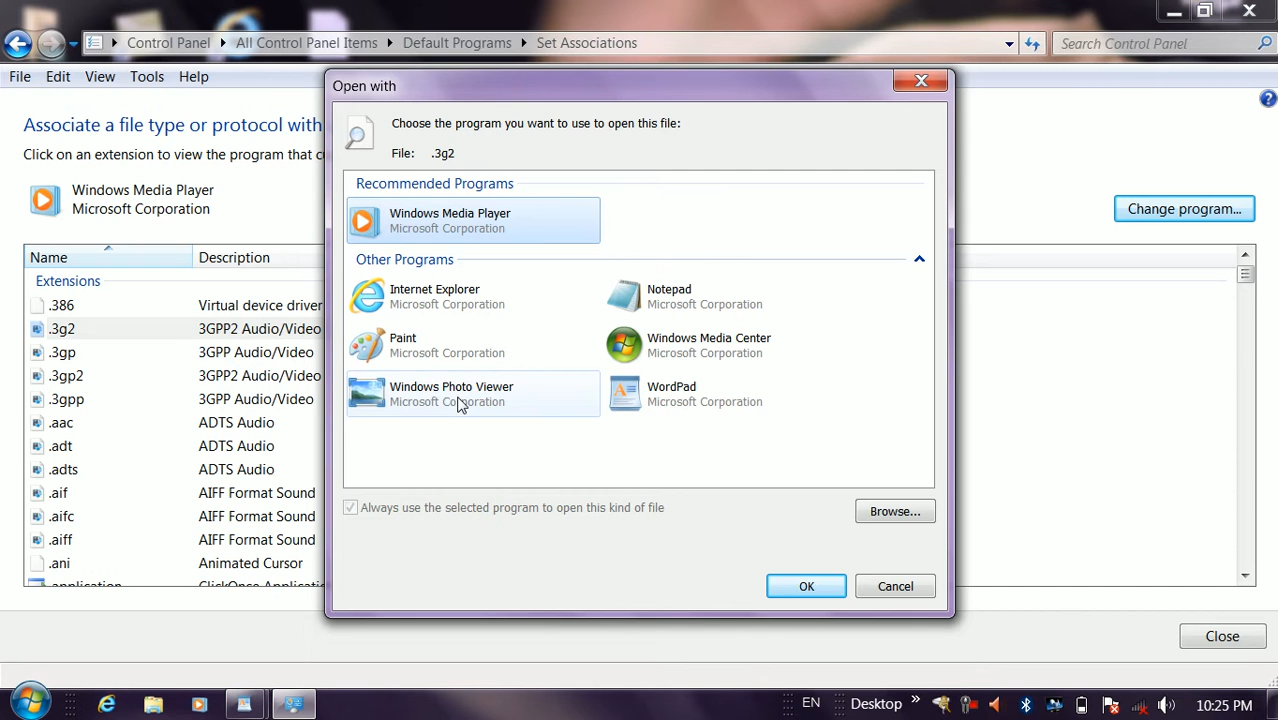 Control Panel All Control Panel Items Default Programs Set Associations
Search Control Panel
File Edit View Tools Help
Associate a file type or protocol with
Click on an extension to view the program that
Windows Media Player
Microsoft Corporation
Change program...
Name Description
Extensions
.386 Virtual device driver
.3g2 3GPP2 Audio/Video
.3gp 3GPP Audio/Video
.3gp2 3GPP2 Audio/Video
.3gpp 3GPP Audio/Video
.aac ADTS Audio
.adt ADTS Audio
.adts ADTS Audio
.aif AIFF Format Sound
.aifc AIFF Format Sound
.aiff AIFF Format Sound
.ani Animated Cursor
.application ClickOnce Applicatio
Open with
Choose the program you want to use to open this file:
File: .3g2
Recommended Programs
Windows Media Player
Microsoft Corporation
Other Programs
Internet Explorer
Microsoft Corporation
Notepad
Microsoft Corporation
Paint
Microsoft Corporation
Windows Media Center
Microsoft Corporation
Windows Photo Viewer
Microsoft Corporation
WordPad
Microsoft Corporation
Always use the selected program to open this kind of file
Browse...
OK Cancel
Close
EN Desktop » 10:25 PM